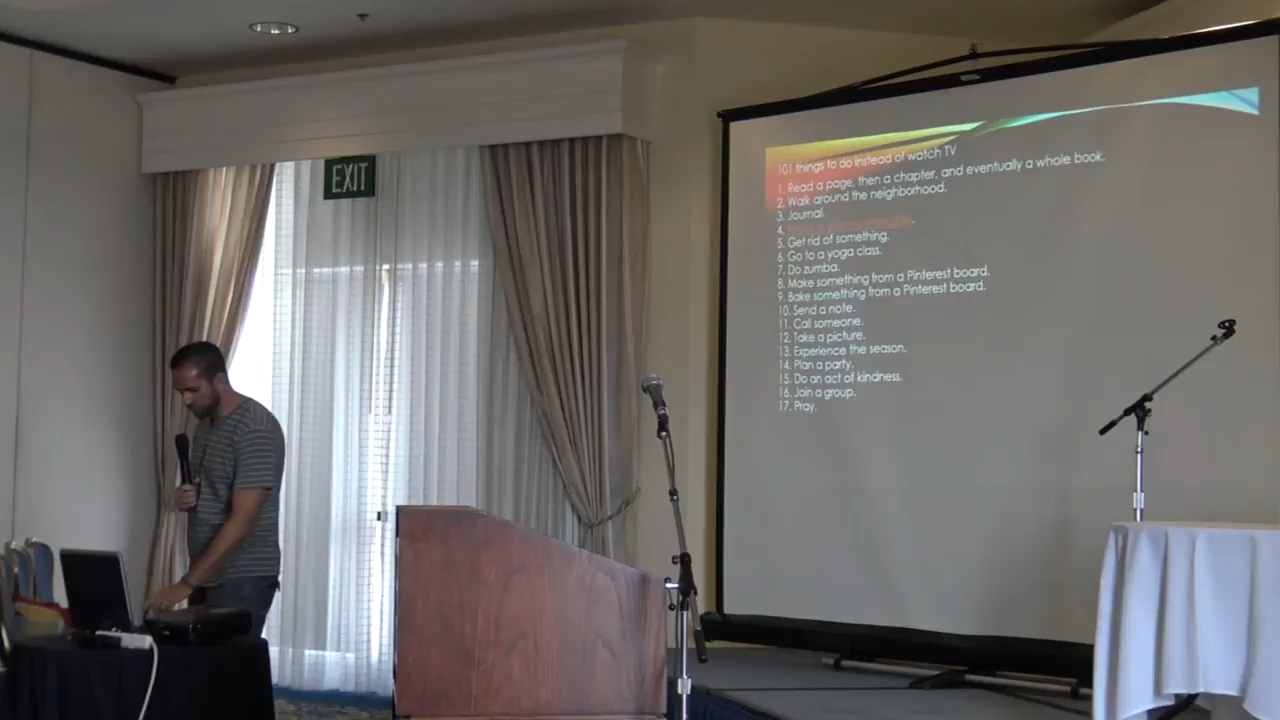 EXIT
101 things to do instead of watch TV
1. Read a page, then a chapter, and eventually a whole book.
2. Walk around the neighborhood.
3. Journal.
4.
5. Get rid of something.
6. Go to a yoga class.
7. Do zumba.
8. Make something from a Pinterest board.
9. Bake something from a Pinterest board.
10. Send a note.
11. Call someone.
12. Take a picture.
13. Experience the season.
14. Plan a party.
15. Do an act of kindness.
16. Join a group.
17. Pray.